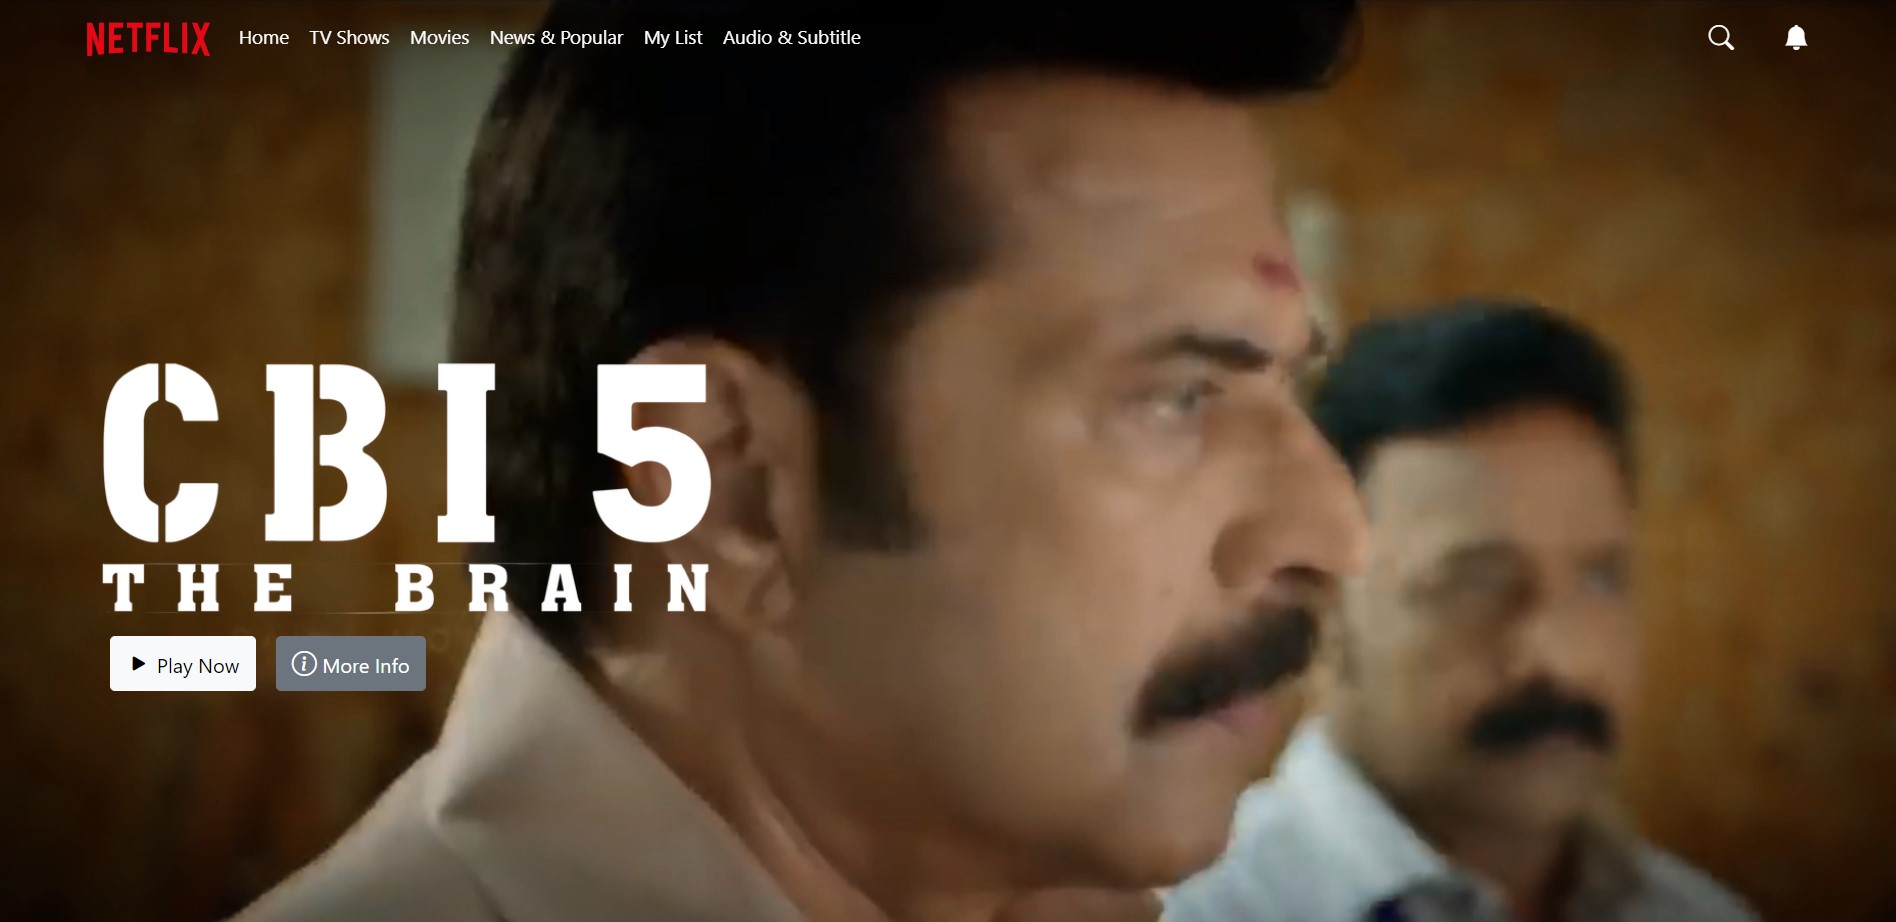 NETFLIX Home TV Shows Movies News & Popular My List Audio & Subtitle
CBI 5
THE BRAIN
Play Now More Info